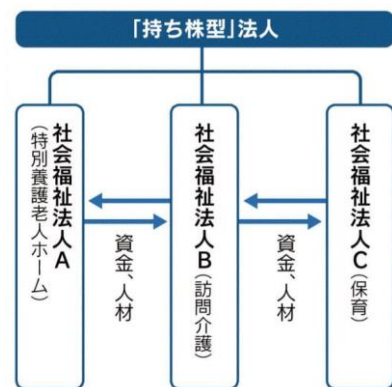 「持ち株型」法人
社会福祉法人A
(特別養護老人ホーム)
資金、人材
社会福祉法人B(訪問介護)
資金、人材
社会福祉法人C(保育)